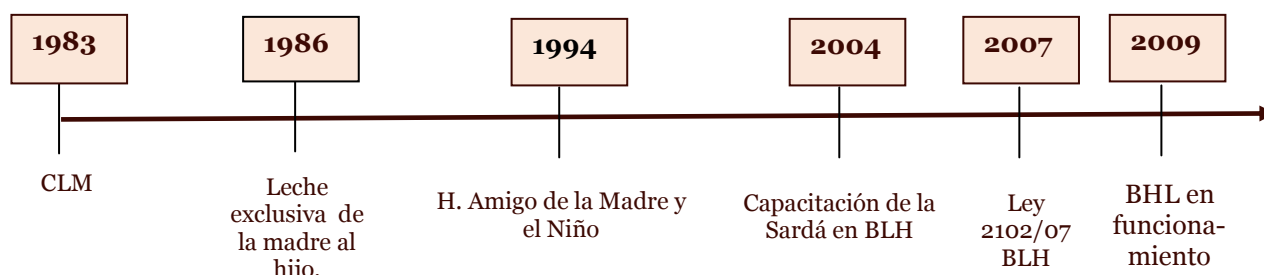 1983
1986
1994
2004
2007
2009
CLM
Leche
exclusiva de
la madre al
hijo.
H. Amigo de la Madre y
el Niño
Capacitación de la
Sardá en BLH
Ley
2102/07
BLH
BHL en
funciona-
miento